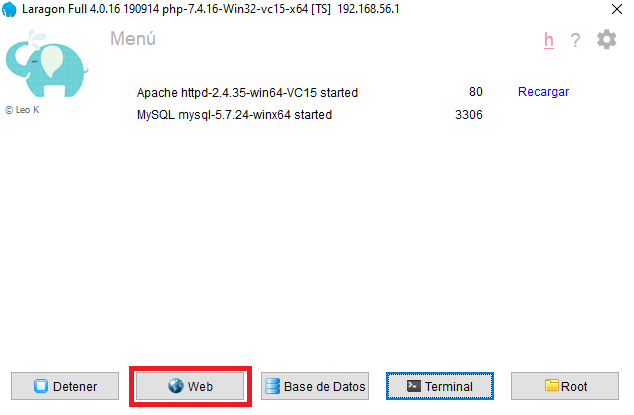 Laragon Full 4.0.16 190914 php-7.4.16-Win32-vc15-x64 [TS] 192.168.56.1
Menú
h ?
© Leo K
Apache httpd-2.4.35-win64-VC15 started 80 Recargar
MySQL mysql-5.7.24-winx64 started 3306
Detener Web Base de Datos Terminal Root